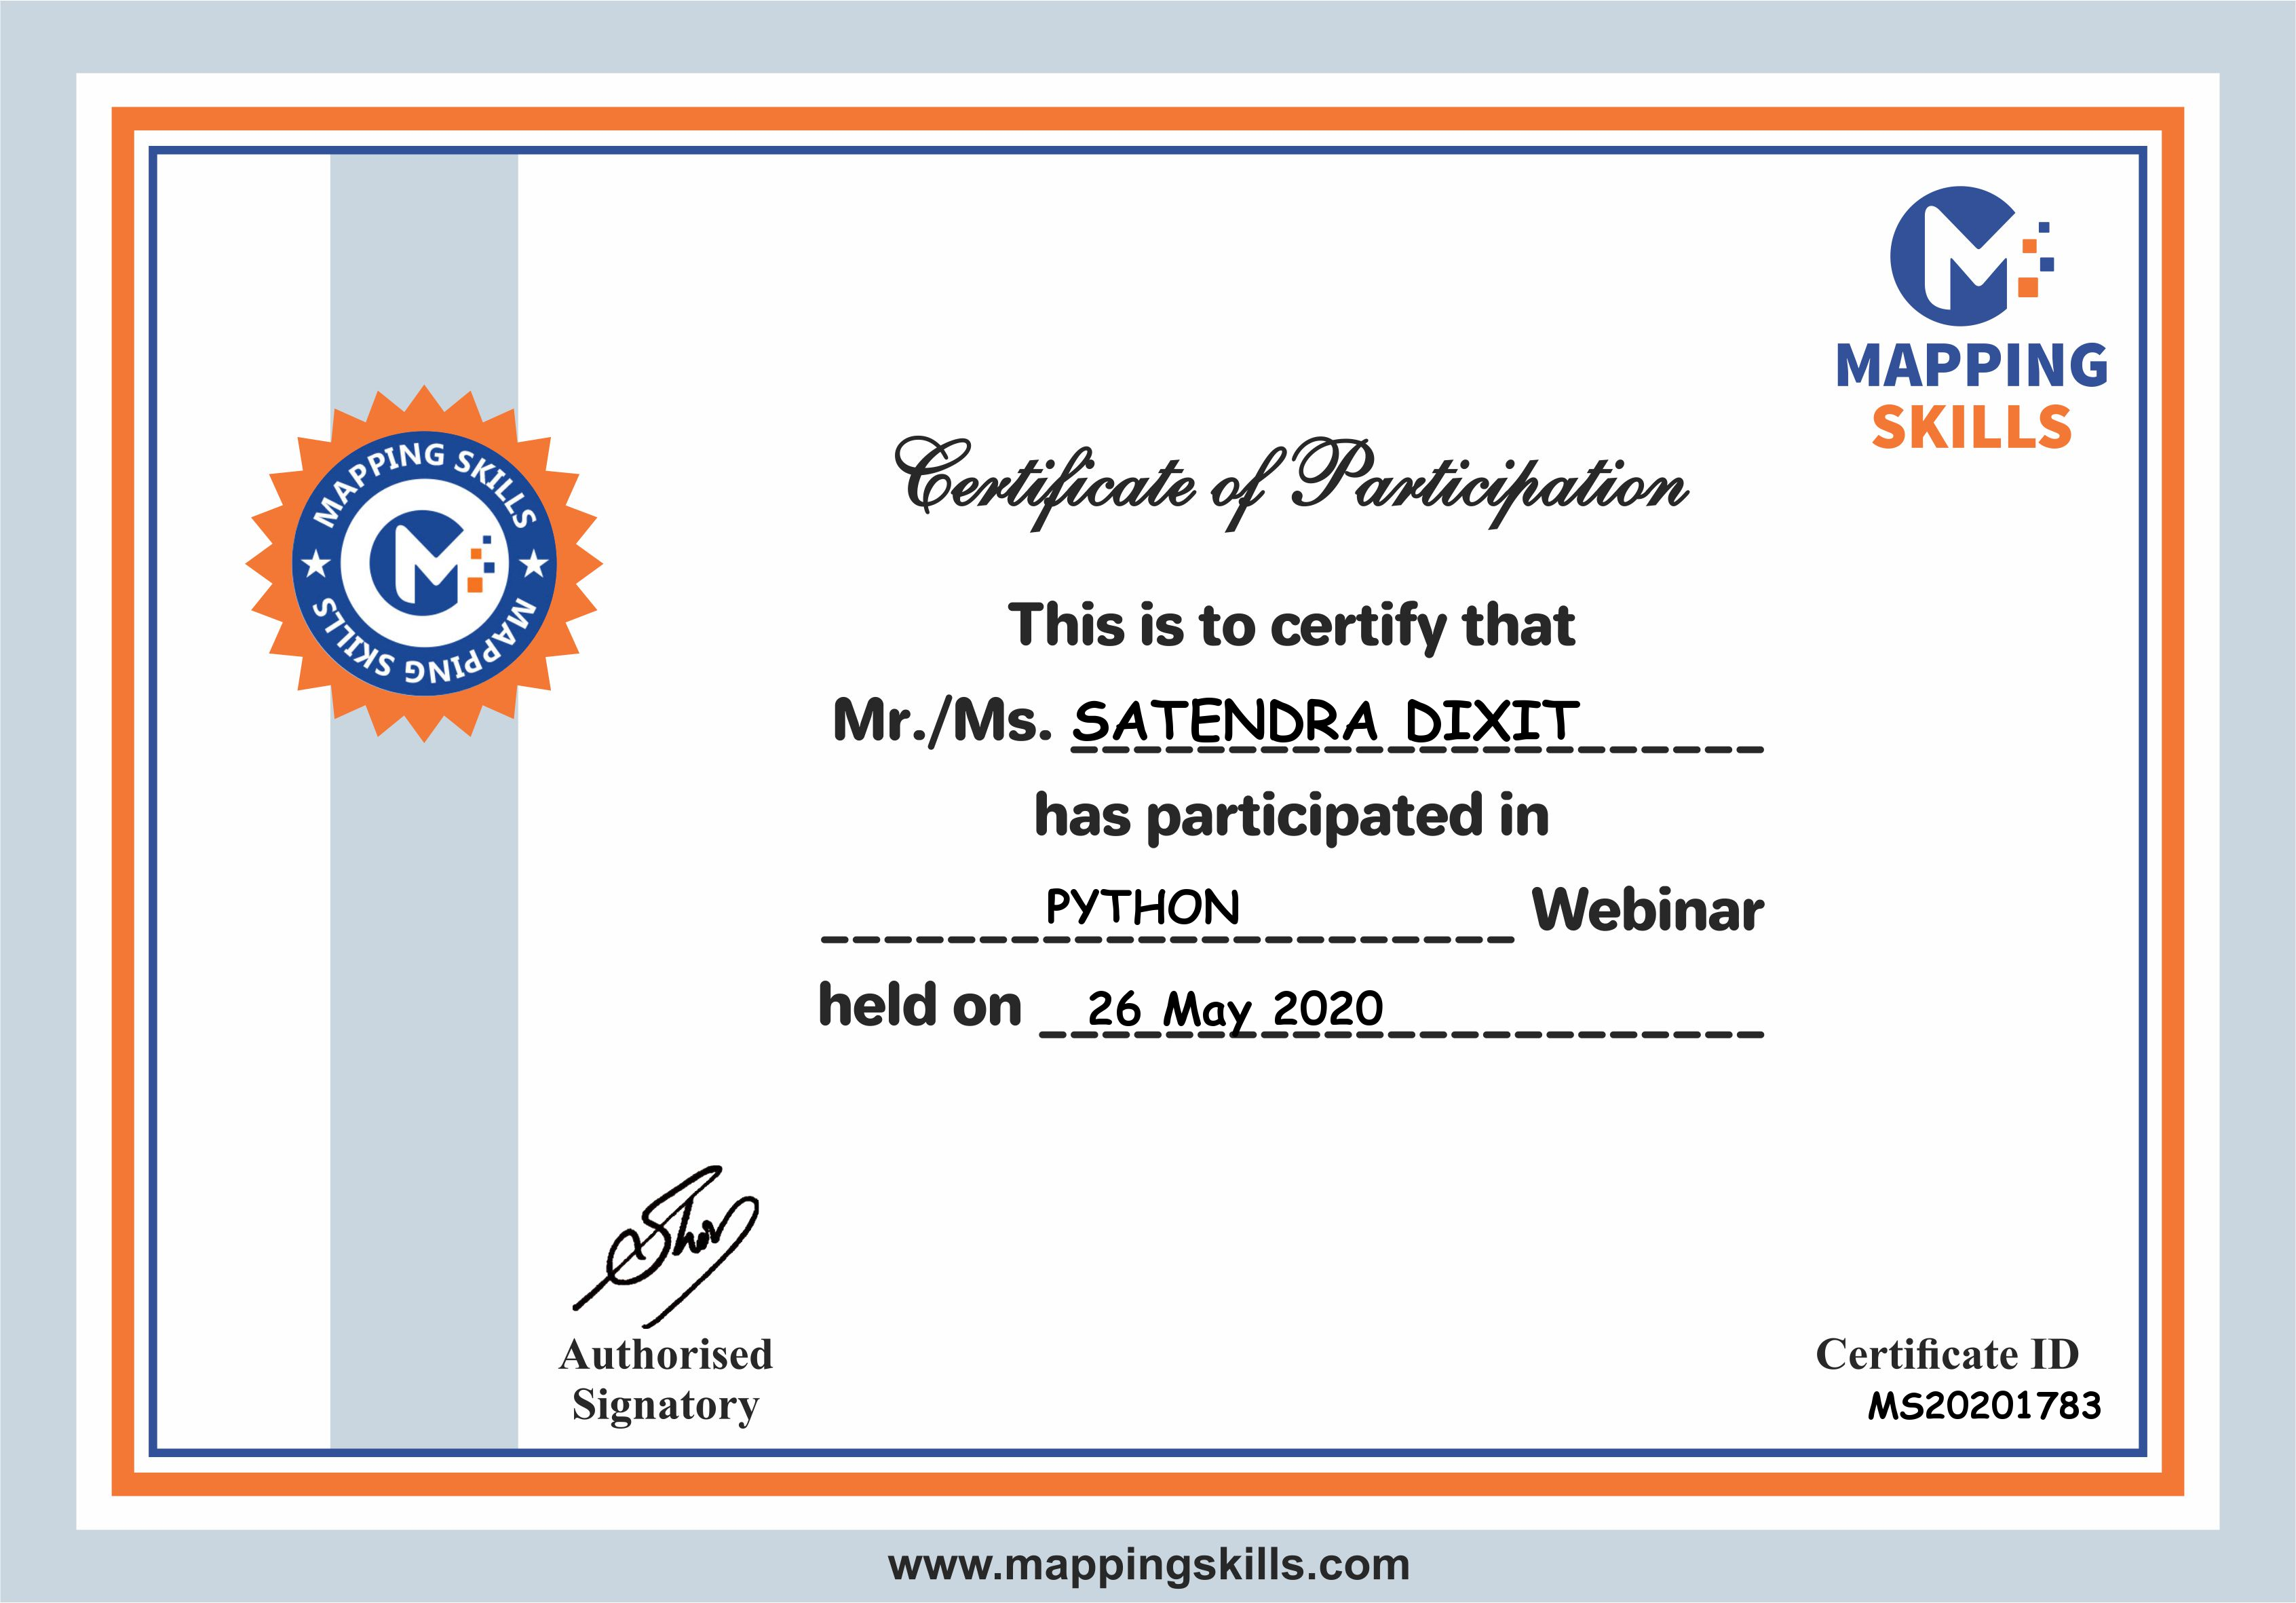 MAPPING
SKILLS
MAPPING SKILLS
MAPPING SKILLS
Certificate of Participation
This is to certify that
Mr./Ms. SATENDRA DIXIT
has participated in
PYTHON Webinar
held on 26 May 2020
Authorised
Signatory
Certificate ID
MS20201783
www.mappingskills.com